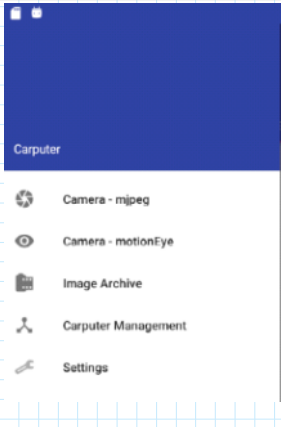 Carputer
Camera - mjpeg
Camera - motionEye
Image Archive
Carputer Management
Settings